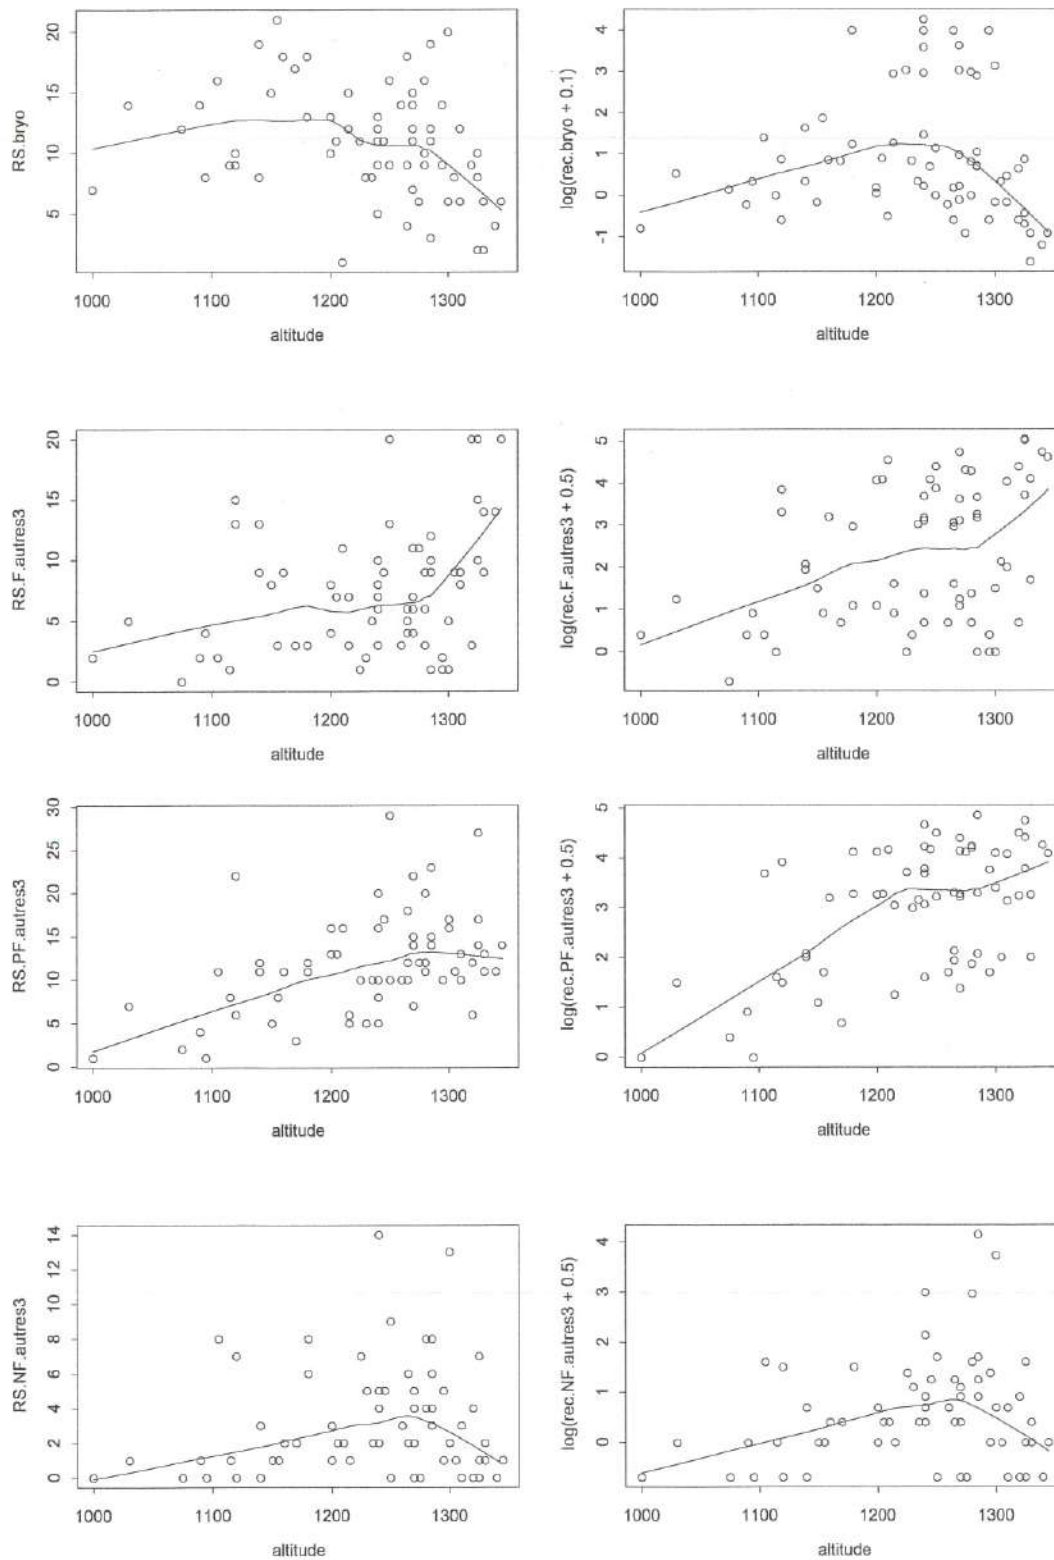 RS.bryo
20
15
10
5
1000 1100 1200 1300
altitude
log(rec.bryo + 0.1)
4
3
2
1
0
-1
1000 1100 1200 1300
altitude
RS.F.autres3
20
15
10
5
0
1000 1100 1200 1300
altitude
log(rec.F.autres3 + 0.5)
5
4
3
2
1
0
1000 1100 1200 1300
altitude
RS.PF.autres3
30
25
20
15
10
5
0
1000 1100 1200 1300
altitude
log(rec.PF.autres3 + 0.5)
5
4
3
2
1
0
1000 1100 1200 1300
altitude
RS.NF.autres3
14
12
10
8
6
4
2
0
1000 1100 1200 1300
altitude
log(rec.NF.autres3 + 0.5)
4
3
2
1
0
1000 1100 1200 1300
altitude